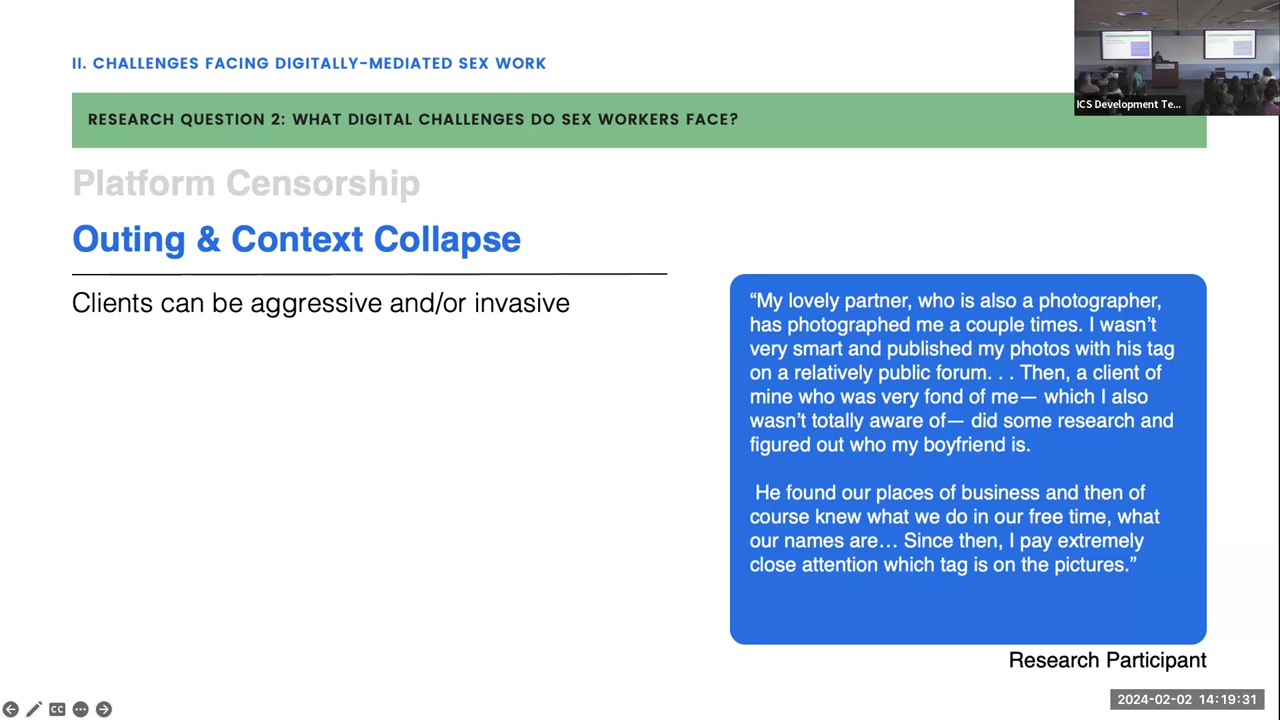 II. CHALLENGES FACING DIGITALLY-MEDIATED SEX WORK
RESEARCH QUESTION 2: WHAT DIGITAL CHALLENGES DO SEX WORKERS FACE?
ICS Development Te...
Platform Censorship
Outing & Context Collapse
Clients can be aggressive and/or invasive
“My lovely partner, who is also a photographer,
has photographed me a couple times. I wasn’t
very smart and published my photos with his tag
on a relatively public forum. . . Then, a client of
mine who was very fond of me— which I also
wasn’t totally aware of— did some research and
figured out who my boyfriend is.
He found our places of business and then of
course knew what we do in our free time, what
our names are… Since then, I pay extremely
close attention which tag is on the pictures.”
Research Participant
CC
2024-02-02 14:19:31